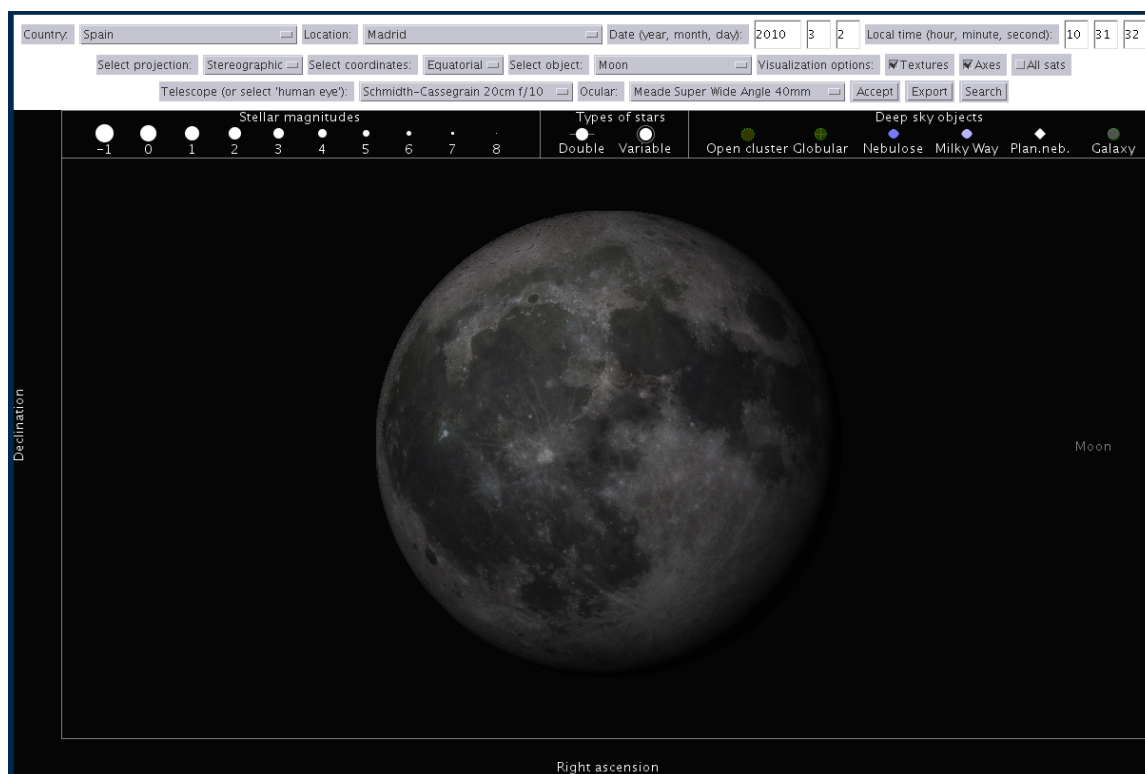 Country: Spain Location: Madrid Date (year, month, day): 2010 3 2 Local time (hour, minute, second): 10 31 32
Select projection: Stereographic Select coordinates: Equatorial Select object: Moon Visualization options: Textures Axes All sats
Telescope (or select 'human eye'): Schmidth-Cassegrain 20cm f/10 Ocular: Meade Super Wide Angle 40mm Accept Export Search
Stellar magnitudes Types of stars Deep sky objects
-1 0 1 2 3 4 5 6 7 8 Double Variable Open cluster Globular Nebulose Milky Way Plan.neb. Galaxy
Declination
Moon
Right ascension